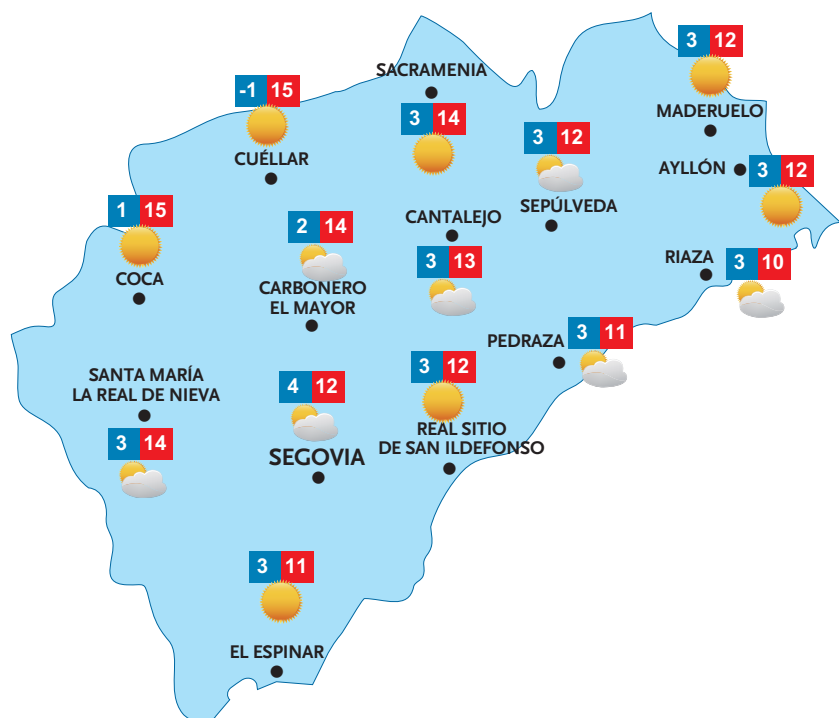 3 12
MADERUELO
SACRAMENIA
3 14
-1 15
CUÉLLAR
3 12
SEPÚLVEDA
AYLLÓN
3 12
1 15
COCA
2 14
CARBONERO
EL MAYOR
CANTALEJO
3 13
RIAZA
3 10
PEDRAZA
3 11
SANTA MARÍA
LA REAL DE NIEVA
3 14
4 12
SEGOVIA
3 12
REAL SITIO
DE SAN ILDEFONSO
3 11
EL ESPINAR